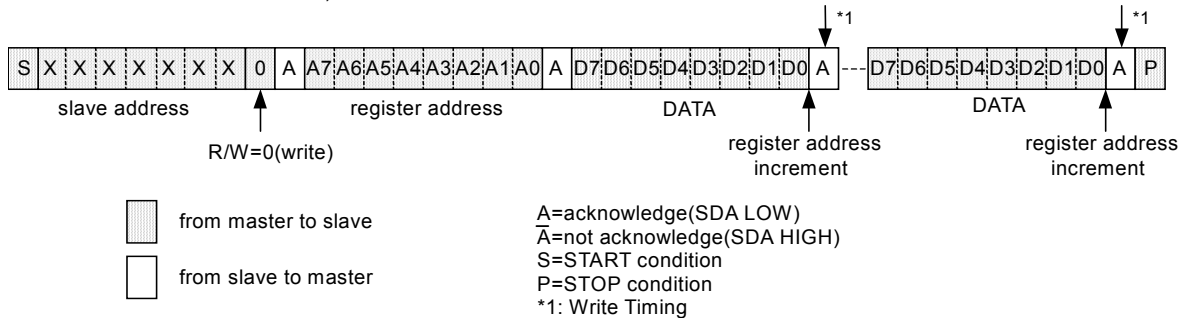 *1 *1
S X X X X X X X 0 A A7 A6 A5 A4 A3 A2 A1 A0 A D7 D6 D5 D4 D3 D2 D1 D0 A D7 D6 D5 D4 D3 D2 D1 D0 A P
slave address register address DATA DATA
R/W=0(write)
register address
increment
register address
increment
from master to slave
from slave to master
A=acknowledge(SDA LOW)
A̅=not acknowledge(SDA HIGH)
S=START condition
P=STOP condition
*1: Write Timing